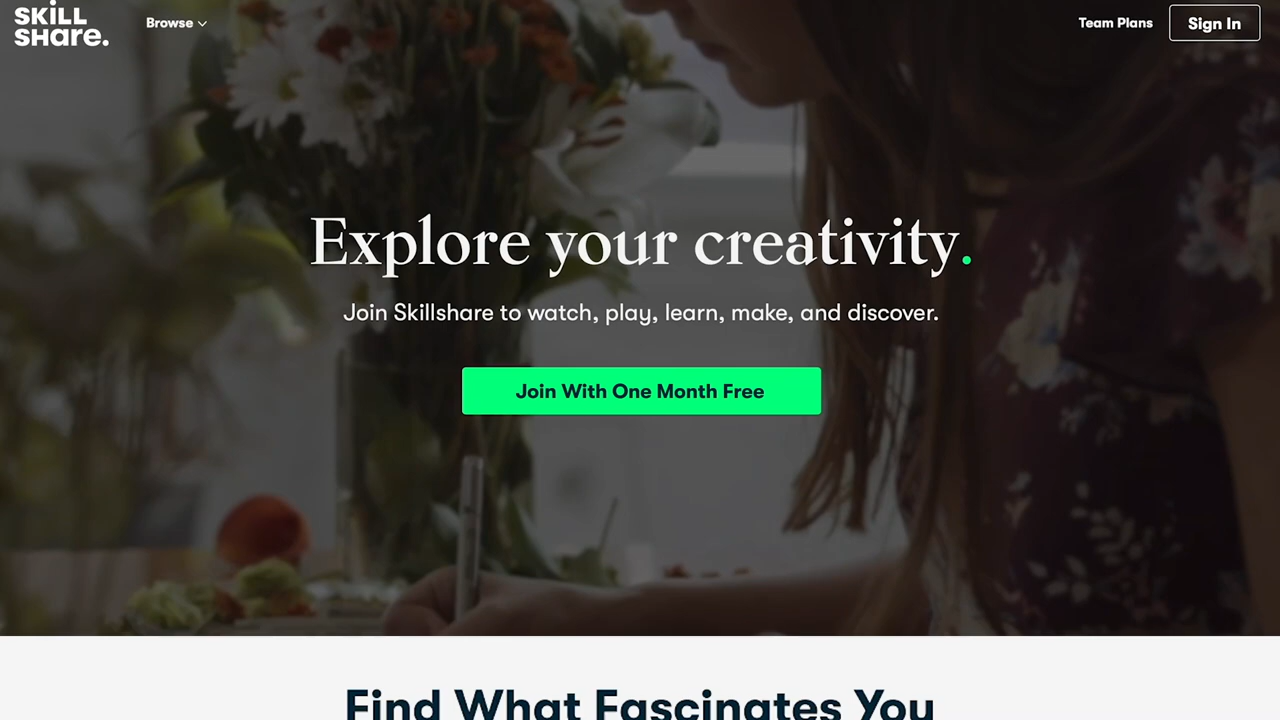 SKiLL
SHare.
Browse
Team Plans
Sign In
Explore your creativity.
Join Skillshare to watch, play, learn, make, and discover.
Join With One Month Free
Find What Fascinates You